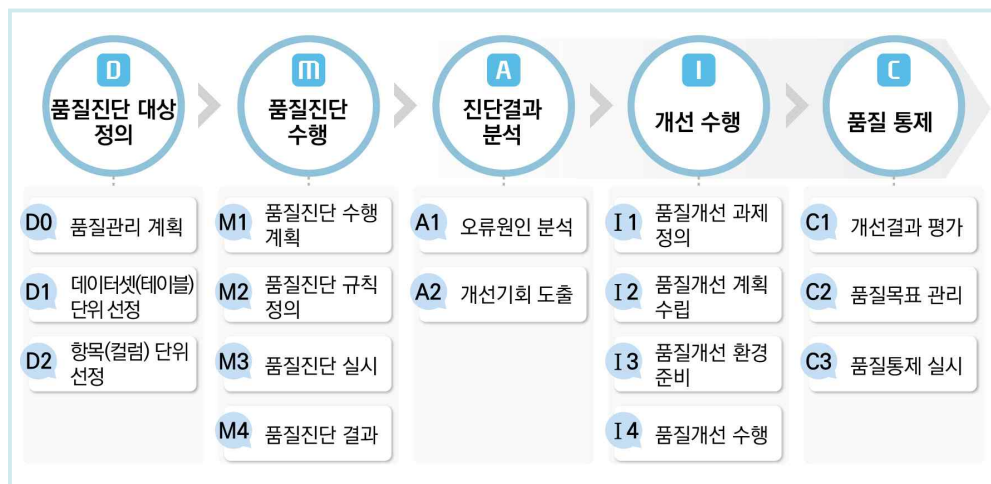 D
품질진단 대상
정의
M
품질진단
수행
A
진단결과
분석
I
개선 수행
C
품질 통제
D0 품질관리 계획
D1 데이터셋(테이블)
단위 선정
D2 항목(컬럼) 단위
선정
M1 품질진단 수행
계획
M2 품질진단 규칙
정의
M3 품질진단 실시
M4 품질진단 결과
A1 오류원인 분석
A2 개선기회 도출
I1 품질개선 과제
정의
I2 품질개선 계획
수립
I3 품질개선 환경
준비
I4 품질개선 수행
C1 개선결과 평가
C2 품질목표 관리
C3 품질통제 실시